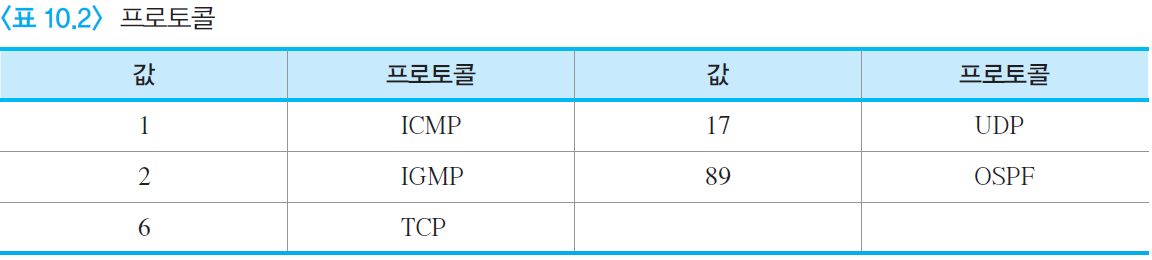 〈표 10.2〉 프로토콜
값 프로토콜 값 프로토콜
1 ICMP 17 UDP
2 IGMP 89 OSPF
6 TCP